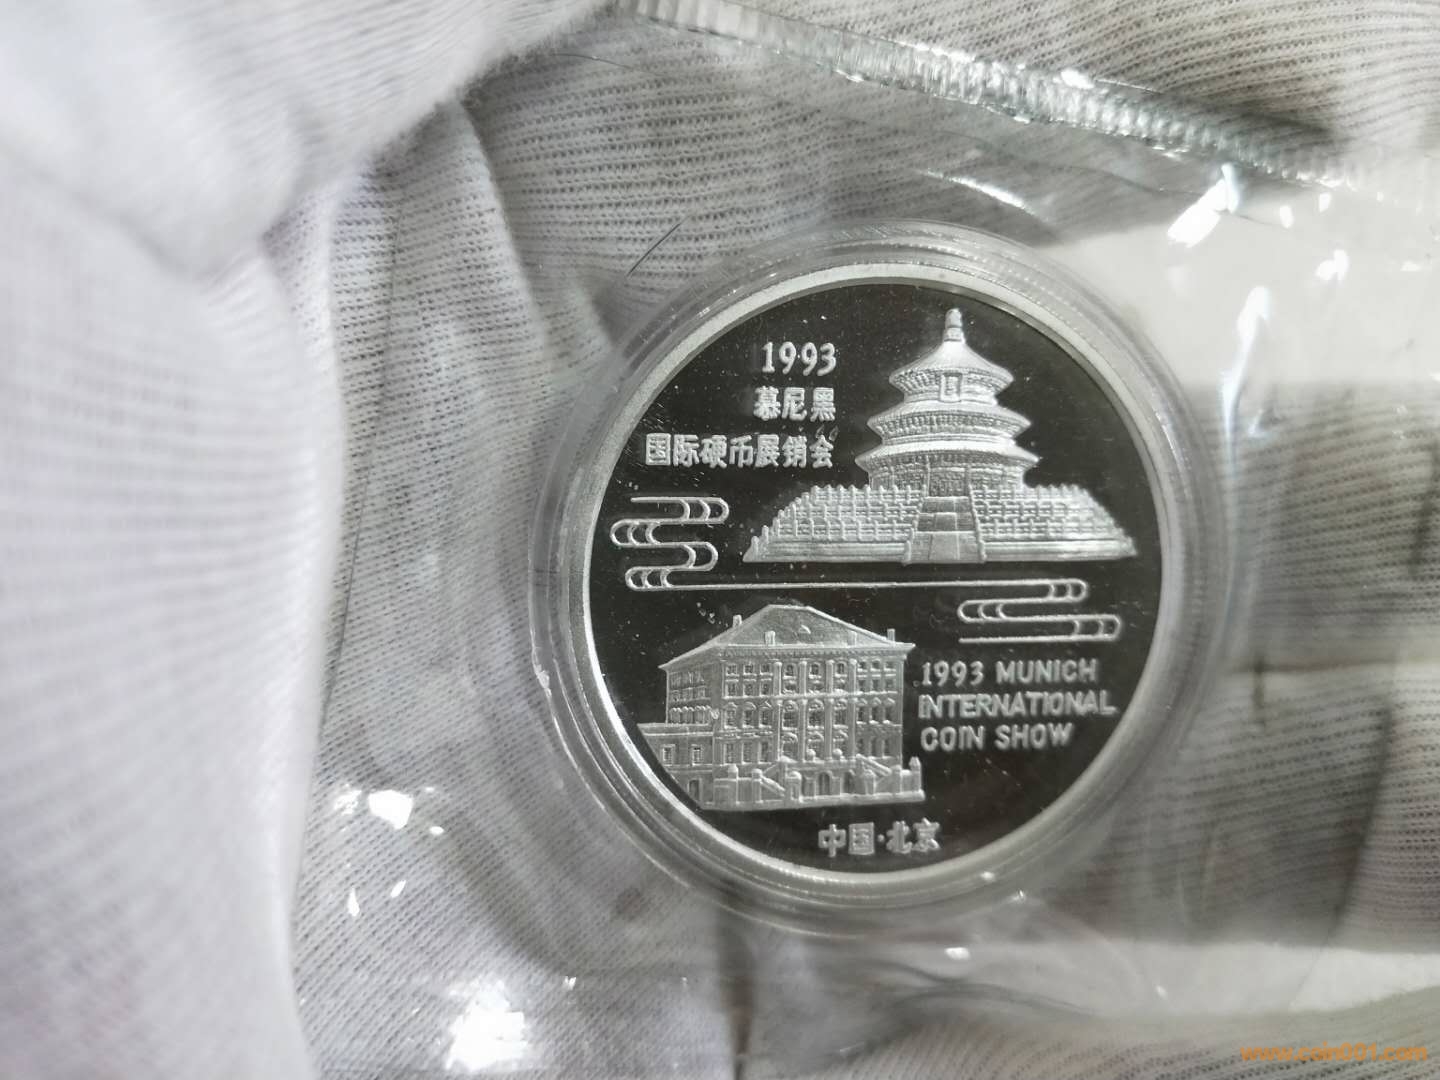 1993
慕尼黑
国际硬币展销会
1993 MUNICH
INTERNATIONAL
COIN SHOW
中国·北京
www.coin001.com